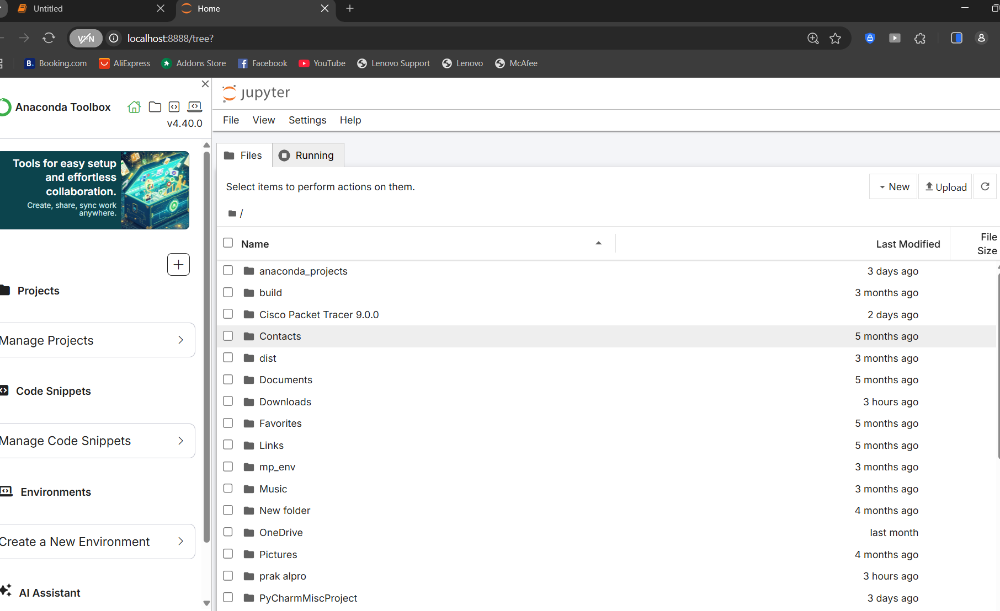 Untitled
Home
VPN
localhost:8888/tree?
Booking.com
AliExpress
Addons Store
Facebook
YouTube
Lenovo Support
Lenovo
McAfee
Anaconda Toolbox
v4.40.0
Tools for easy setup
and effortless
collaboration.
Create, share, sync work
anywhere.
Projects
Manage Projects
Code Snippets
Manage Code Snippets
Environments
Create a New Environment
AI Assistant
jupyter
File View Settings Help
Files
Running
Select items to perform actions on them.
New
Upload
/
Name
Last Modified
File
Size
anaconda_projects 3 days ago
build 3 months ago
Cisco Packet Tracer 9.0.0 2 days ago
Contacts 5 months ago
dist 3 months ago
Documents 5 months ago
Downloads 3 hours ago
Favorites 5 months ago
Links 5 months ago
mp_env 3 months ago
Music 3 months ago
New folder 4 months ago
OneDrive last month
Pictures 4 months ago
prak alpro 3 hours ago
PyCharmMiscProject 3 days ago